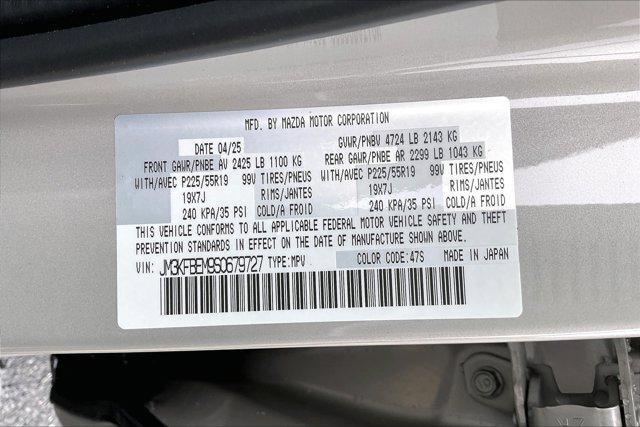 MFD. BY MAZDA MOTOR CORPORATION
DATE 04/25 GVWR/PNBV 4724 LB 2143 KG
FRONT GAWR/PNBE AV 2425 LB 1100 KG REAR GAWR/PNBE AR 2299 LB 1043 KG
WITH/AVEC P225/55R19 99V TIRES/PNEUS WITH/AVEC P225/55R19 99V TIRES/PNEUS
19X7J RIMS/JANTES 19X7J RIMS/JANTES
240 KPA/35 PSI COLD/A FROID 240 KPA/35 PSI COLD/A FROID
THIS VEHICLE CONFORMS TO ALL APPLICABLE FEDERAL MOTOR VEHICLE SAFETY AND THEFT
PREVENTION STANDARDS IN EFFECT ON THE DATE OF MANUFACTURE SHOWN ABOVE.
VIN: JM3KFBEM9S0679727 TYPE:MPV COLOR CODE:47S MADE IN JAPAN